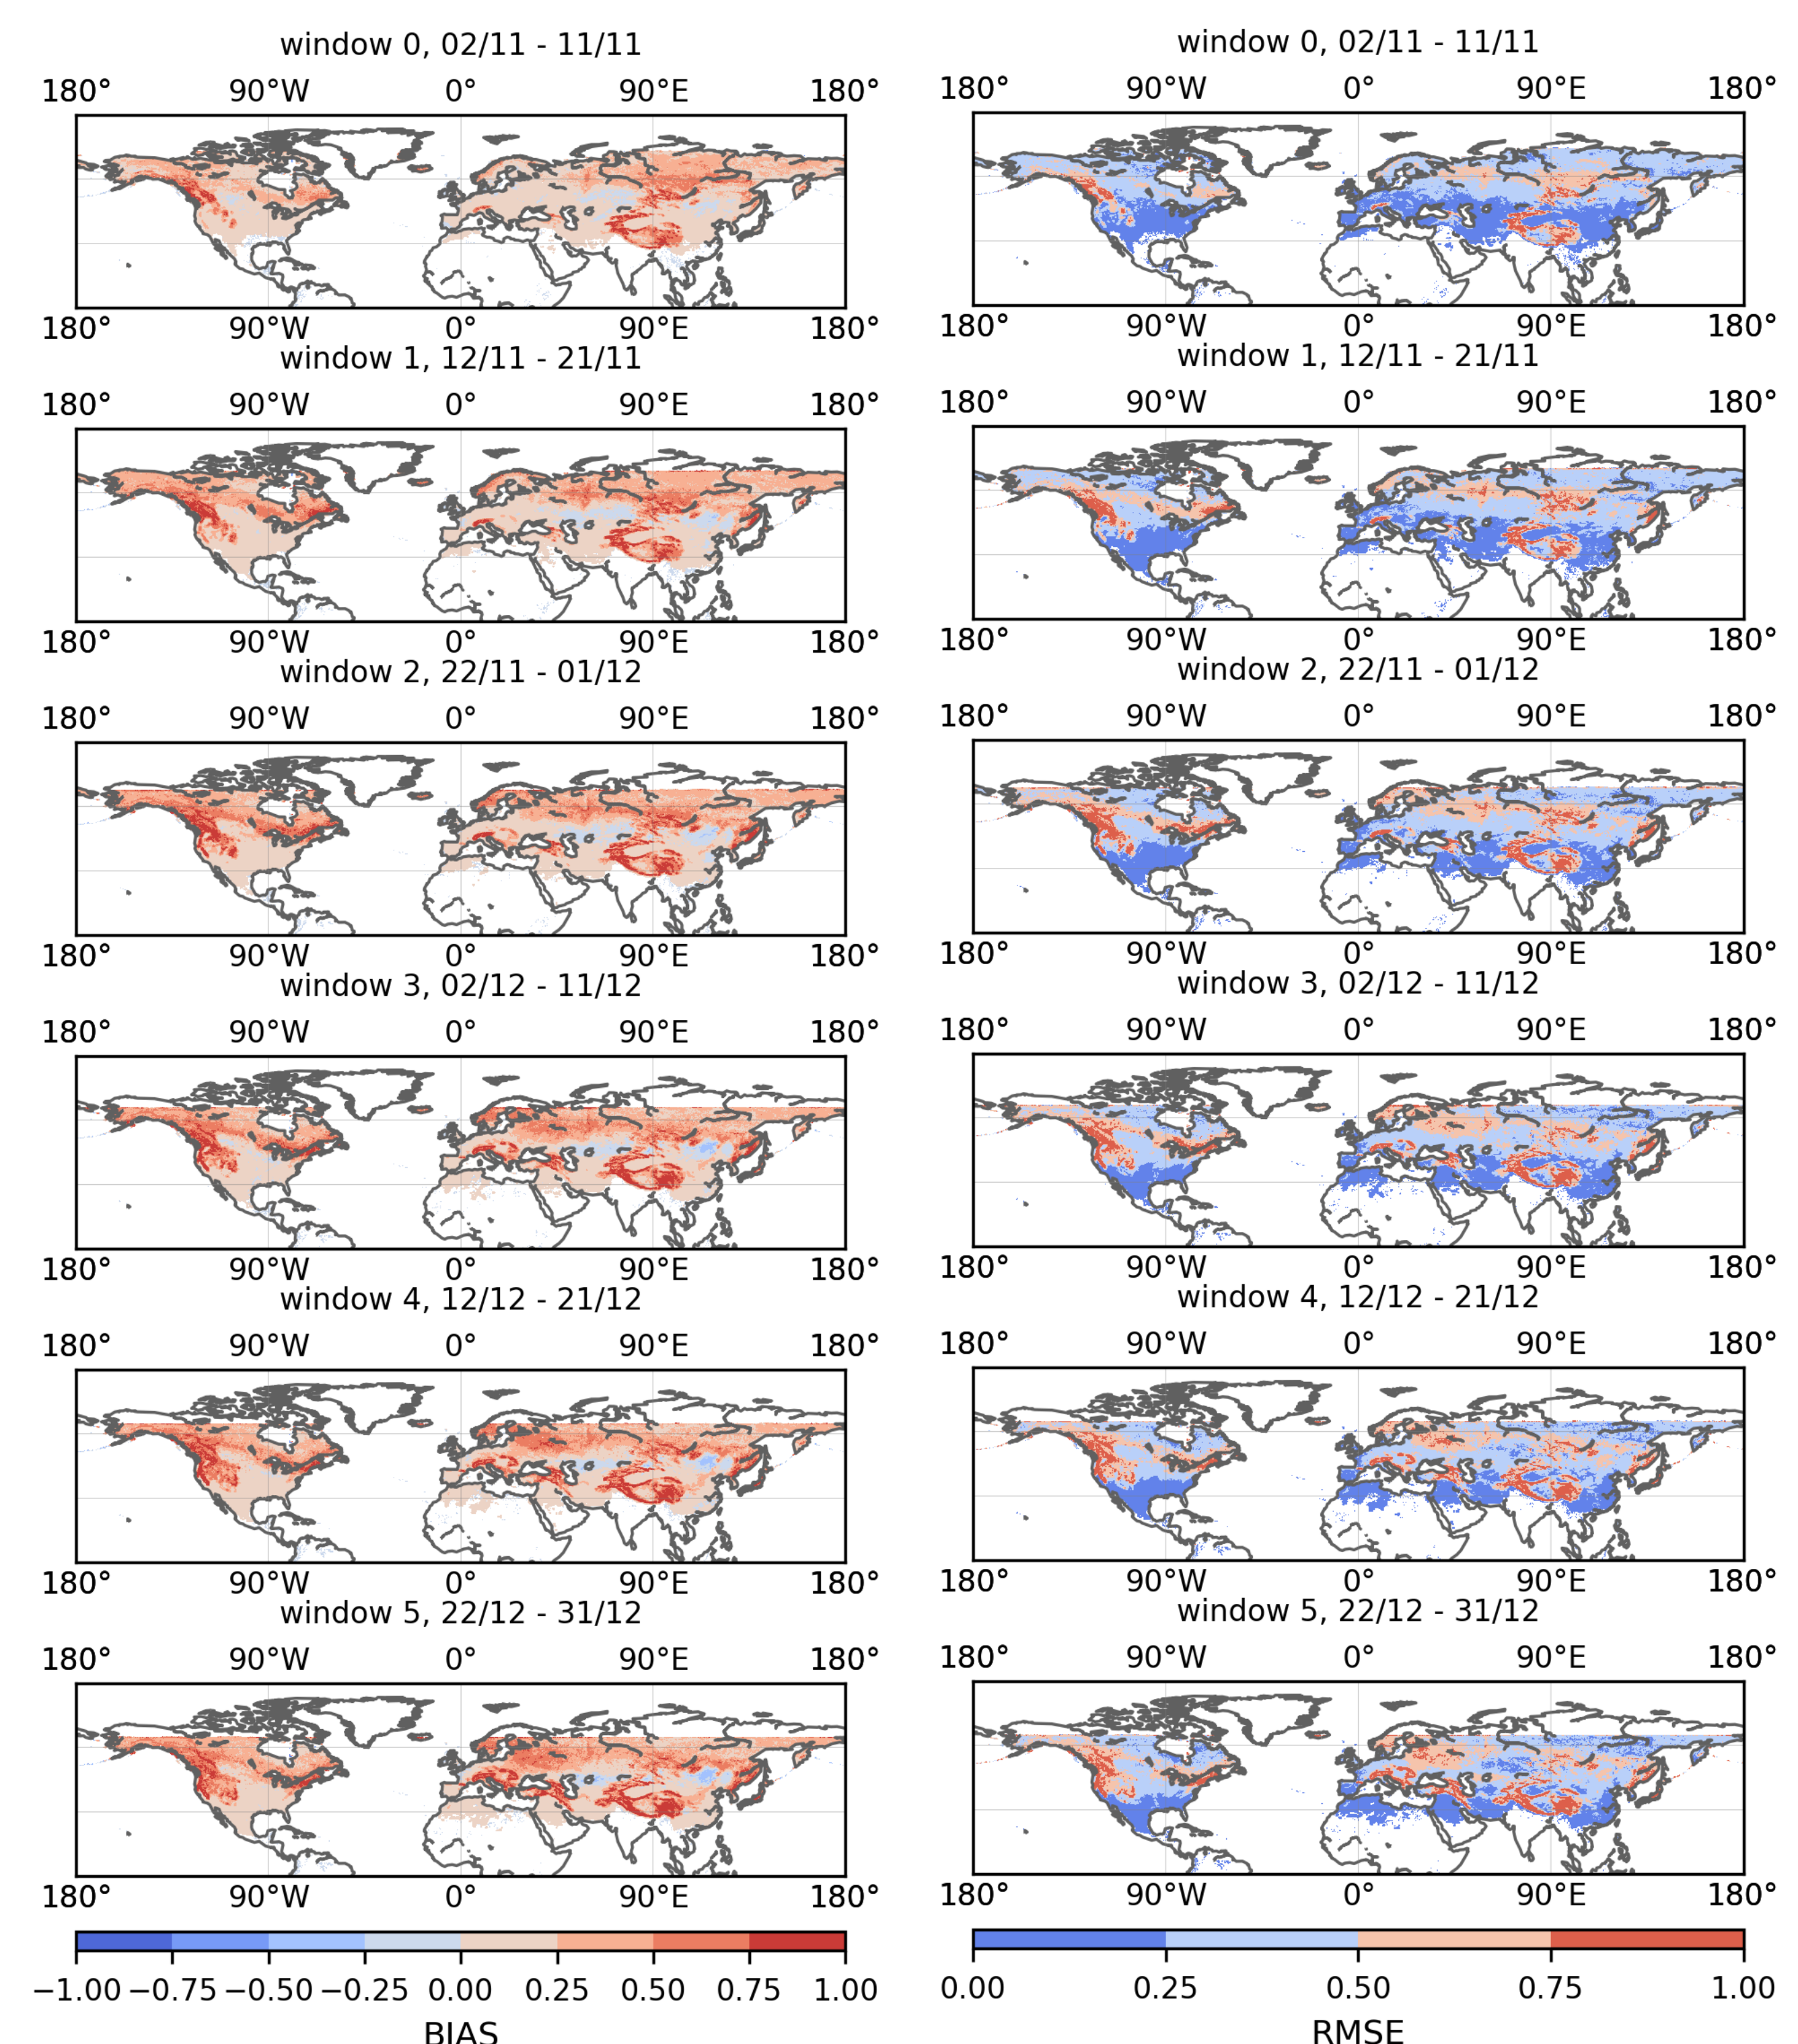 window 0, 02/11 - 11/11
180° 90°W 0° 90°E 180°
180° 90°W 0° 90°E 180°
window 1, 12/11 - 21/11
180° 90°W 0° 90°E 180°
180° 90°W 0° 90°E 180°
window 2, 22/11 - 01/12
180° 90°W 0° 90°E 180°
180° 90°W 0° 90°E 180°
window 3, 02/12 - 11/12
180° 90°W 0° 90°E 180°
180° 90°W 0° 90°E 180°
window 4, 12/12 - 21/12
180° 90°W 0° 90°E 180°
180° 90°W 0° 90°E 180°
window 5, 22/12 - 31/12
180° 90°W 0° 90°E 180°
180° 90°W 0° 90°E 180°
−1.00 −0.75 −0.50 −0.25 0.00 0.25 0.50 0.75 1.00
BIAS
window 0, 02/11 - 11/11
180° 90°W 0° 90°E 180°
180° 90°W 0° 90°E 180°
window 1, 12/11 - 21/11
180° 90°W 0° 90°E 180°
180° 90°W 0° 90°E 180°
window 2, 22/11 - 01/12
180° 90°W 0° 90°E 180°
180° 90°W 0° 90°E 180°
window 3, 02/12 - 11/12
180° 90°W 0° 90°E 180°
180° 90°W 0° 90°E 180°
window 4, 12/12 - 21/12
180° 90°W 0° 90°E 180°
180° 90°W 0° 90°E 180°
window 5, 22/12 - 31/12
180° 90°W 0° 90°E 180°
180° 90°W 0° 90°E 180°
0.00 0.25 0.50 0.75 1.00
RMSE